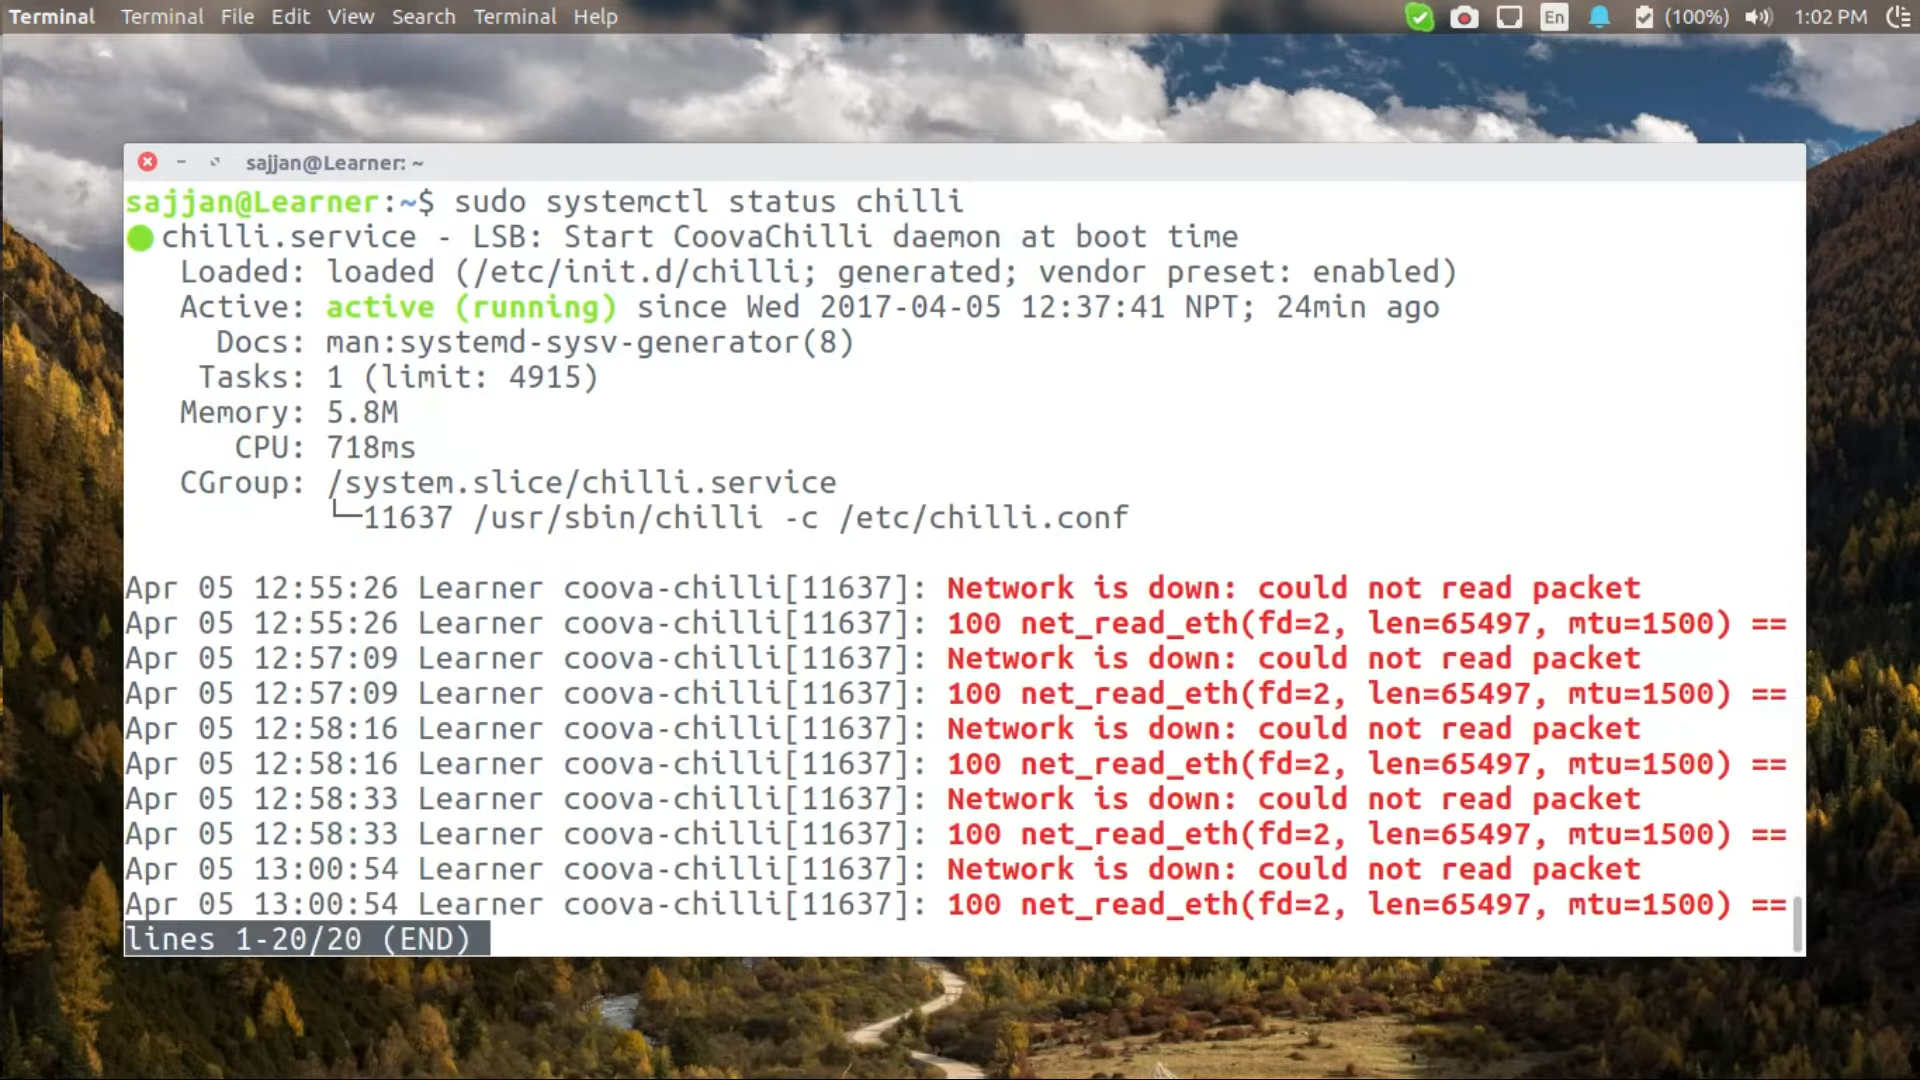 Terminal Terminal File Edit View Search Terminal Help En (100%) 1:02 PM
sajjan@Learner: ~
sajjan@Learner:~$ sudo systemctl status chilli
chilli.service - LSB: Start CoovaChilli daemon at boot time
Loaded: loaded (/etc/init.d/chilli; generated; vendor preset: enabled)
Active: active (running) since Wed 2017-04-05 12:37:41 NPT; 24min ago
Docs: man:systemd-sysv-generator(8)
Tasks: 1 (limit: 4915)
Memory: 5.8M
CPU: 718ms
CGroup: /system.slice/chilli.service
└─11637 /usr/sbin/chilli -c /etc/chilli.conf
Apr 05 12:55:26 Learner coova-chilli[11637]: Network is down: could not read packet
Apr 05 12:55:26 Learner coova-chilli[11637]: 100 net_read_eth(fd=2, len=65497, mtu=1500) ==
Apr 05 12:57:09 Learner coova-chilli[11637]: Network is down: could not read packet
Apr 05 12:57:09 Learner coova-chilli[11637]: 100 net_read_eth(fd=2, len=65497, mtu=1500) ==
Apr 05 12:58:16 Learner coova-chilli[11637]: Network is down: could not read packet
Apr 05 12:58:16 Learner coova-chilli[11637]: 100 net_read_eth(fd=2, len=65497, mtu=1500) ==
Apr 05 12:58:33 Learner coova-chilli[11637]: Network is down: could not read packet
Apr 05 12:58:33 Learner coova-chilli[11637]: 100 net_read_eth(fd=2, len=65497, mtu=1500) ==
Apr 05 13:00:54 Learner coova-chilli[11637]: Network is down: could not read packet
Apr 05 13:00:54 Learner coova-chilli[11637]: 100 net_read_eth(fd=2, len=65497, mtu=1500) ==
lines 1-20/20 (END)